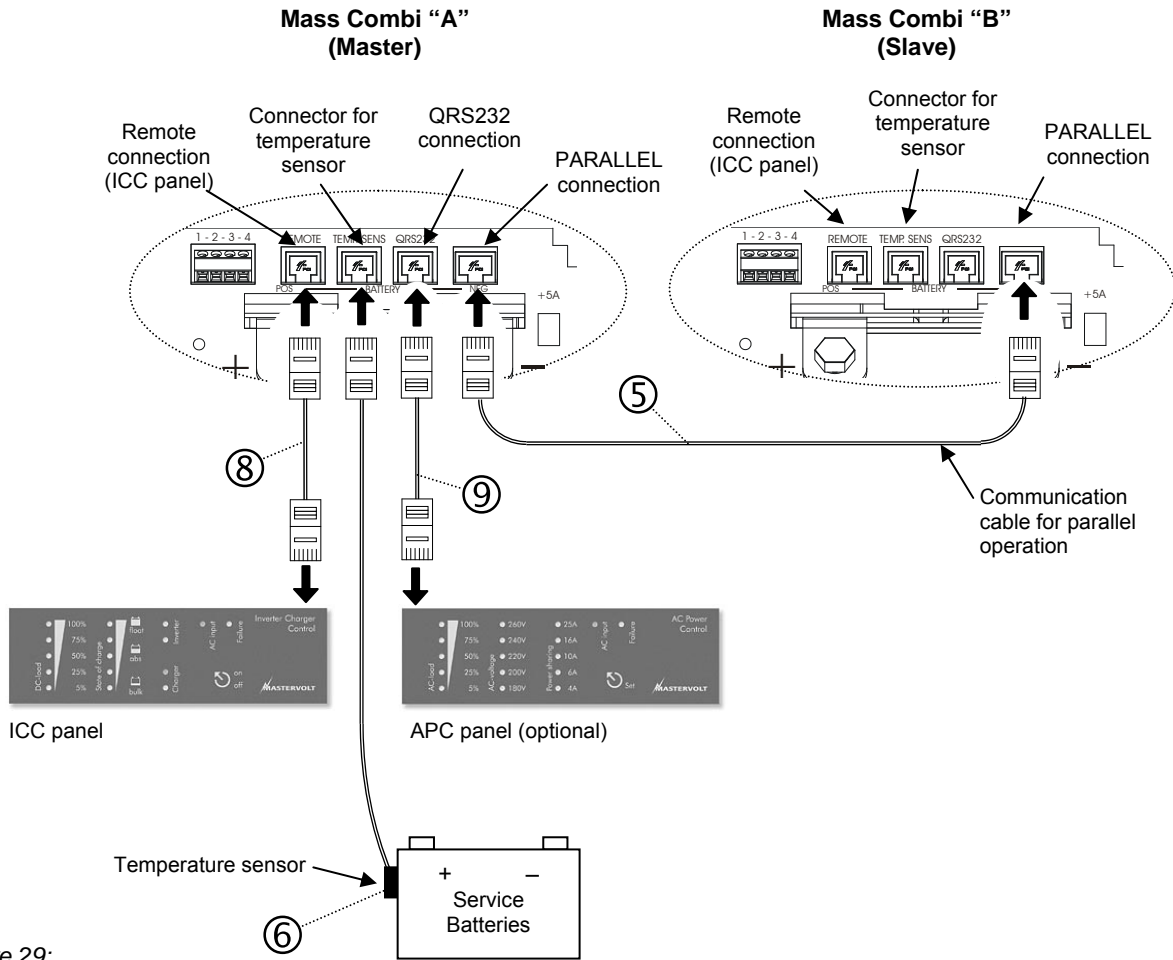 Mass Combi “A”
(Master)
Mass Combi “B”
(Slave)
Remote
connection
(ICC panel)
Connector for
temperature
sensor
QRS232
connection
PARALLEL
connection
Remote
connection
(ICC panel)
Connector for
temperature
sensor
PARALLEL
connection
1 - 2 - 3 - 4
EMOTE
TEMP. SENS
QRS232
POS
BATTERY
NEG
+5A
+
–
1 - 2 - 3 - 4
REMOTE
TEMP. SENS
QRS232
POS
BATTERY
+5A
+
–
⑤
⑧
⑨
Communication
cable for parallel
operation
DC-load
100%
75%
50%
25%
5%
State of charge
float
abs
bulk
Inverter
Charger
AC input
Failure
on
off
Inverter Charger
Control
MASTERVOLT
AC-load
100%
75%
50%
25%
5%
AC-voltage
260V
240V
220V
200V
180V
Power sharing
25A
16A
10A
6A
4A
AC input
Failure
Set
AC Power
Control
MASTERVOLT
ICC panel
APC panel (optional)
Temperature sensor
⑥
+ –
Service
Batteries
re 29: